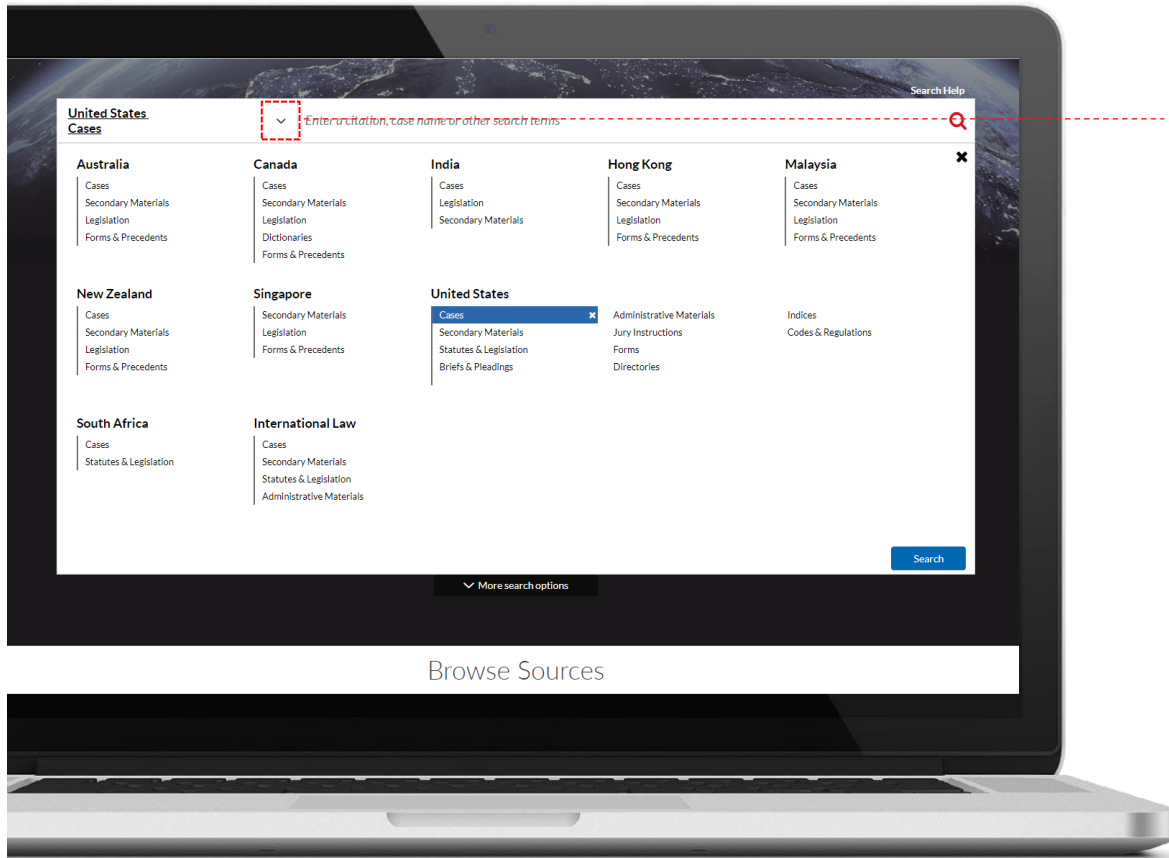 Search Help
United States
Cases
Enter a citation, case name or other search terms
Australia
Cases
Secondary Materials
Legislation
Forms & Precedents
Canada
Cases
Secondary Materials
Legislation
Dictionaries
Forms & Precedents
India
Cases
Legislation
Secondary Materials
Hong Kong
Cases
Secondary Materials
Legislation
Forms & Precedents
Malaysia
Cases
Secondary Materials
Legislation
Forms & Precedents
New Zealand
Cases
Secondary Materials
Legislation
Forms & Precedents
Singapore
Secondary Materials
Legislation
Forms & Precedents
United States
Cases
Secondary Materials
Statutes & Legislation
Briefs & Pleadings
Administrative Materials
Jury Instructions
Forms
Directories
Indices
Codes & Regulations
South Africa
Cases
Statutes & Legislation
International Law
Cases
Secondary Materials
Statutes & Legislation
Administrative Materials
Search
More search options
Browse Sources